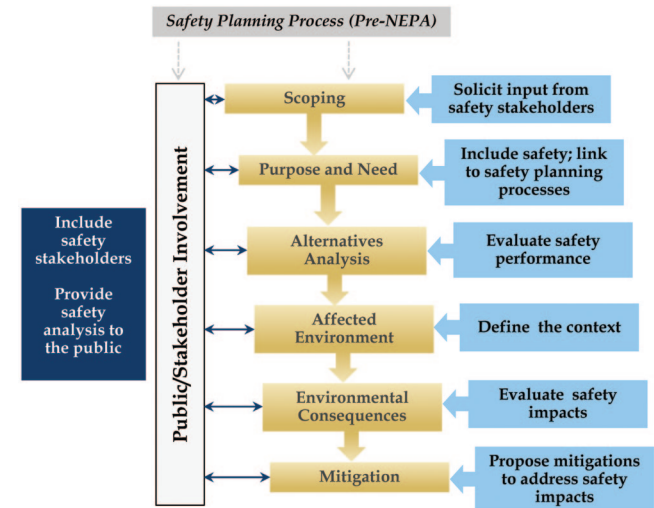 Safety Planning Process (Pre-NEPA)
Public/Stakeholder Involvement
Include
safety
stakeholders
Provide
safety
analysis to
the public
Scoping
Solicit input from
safety stakeholders
Purpose and Need
Include safety; link
to safety planning
processes
Alternatives
Analysis
Evaluate safety
performance
Affected
Environment
Define the context
Environmental
Consequences
Evaluate safety
impacts
Mitigation
Propose mitigations
to address safety
impacts